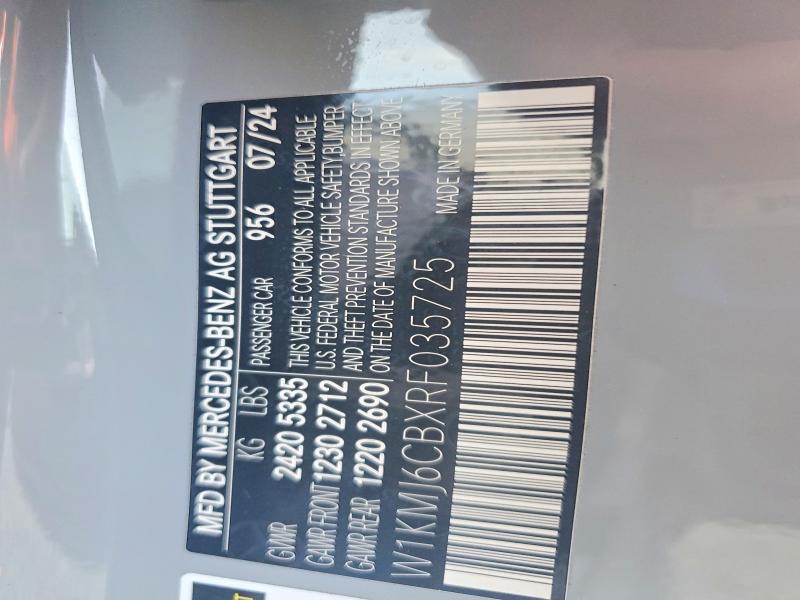 MFD BY MERCEDES-BENZ AG STUTTGART
KG LBS PASSENGER CAR 956 07/24
GVWR 2420 5335 THIS VEHICLE CONFORMS TO ALL APPLICABLE
GAWR FRONT 1230 2712 U.S. FEDERAL MOTOR VEHICLE SAFETY BUMPER
GAWR REAR 1220 2690 AND THEFT PREVENTION STANDARDS IN EFFECT
ON THE DATE OF MANUFACTURE SHOWN ABOVE
W1KMJ6CBXRF035725 MADE IN GERMANY